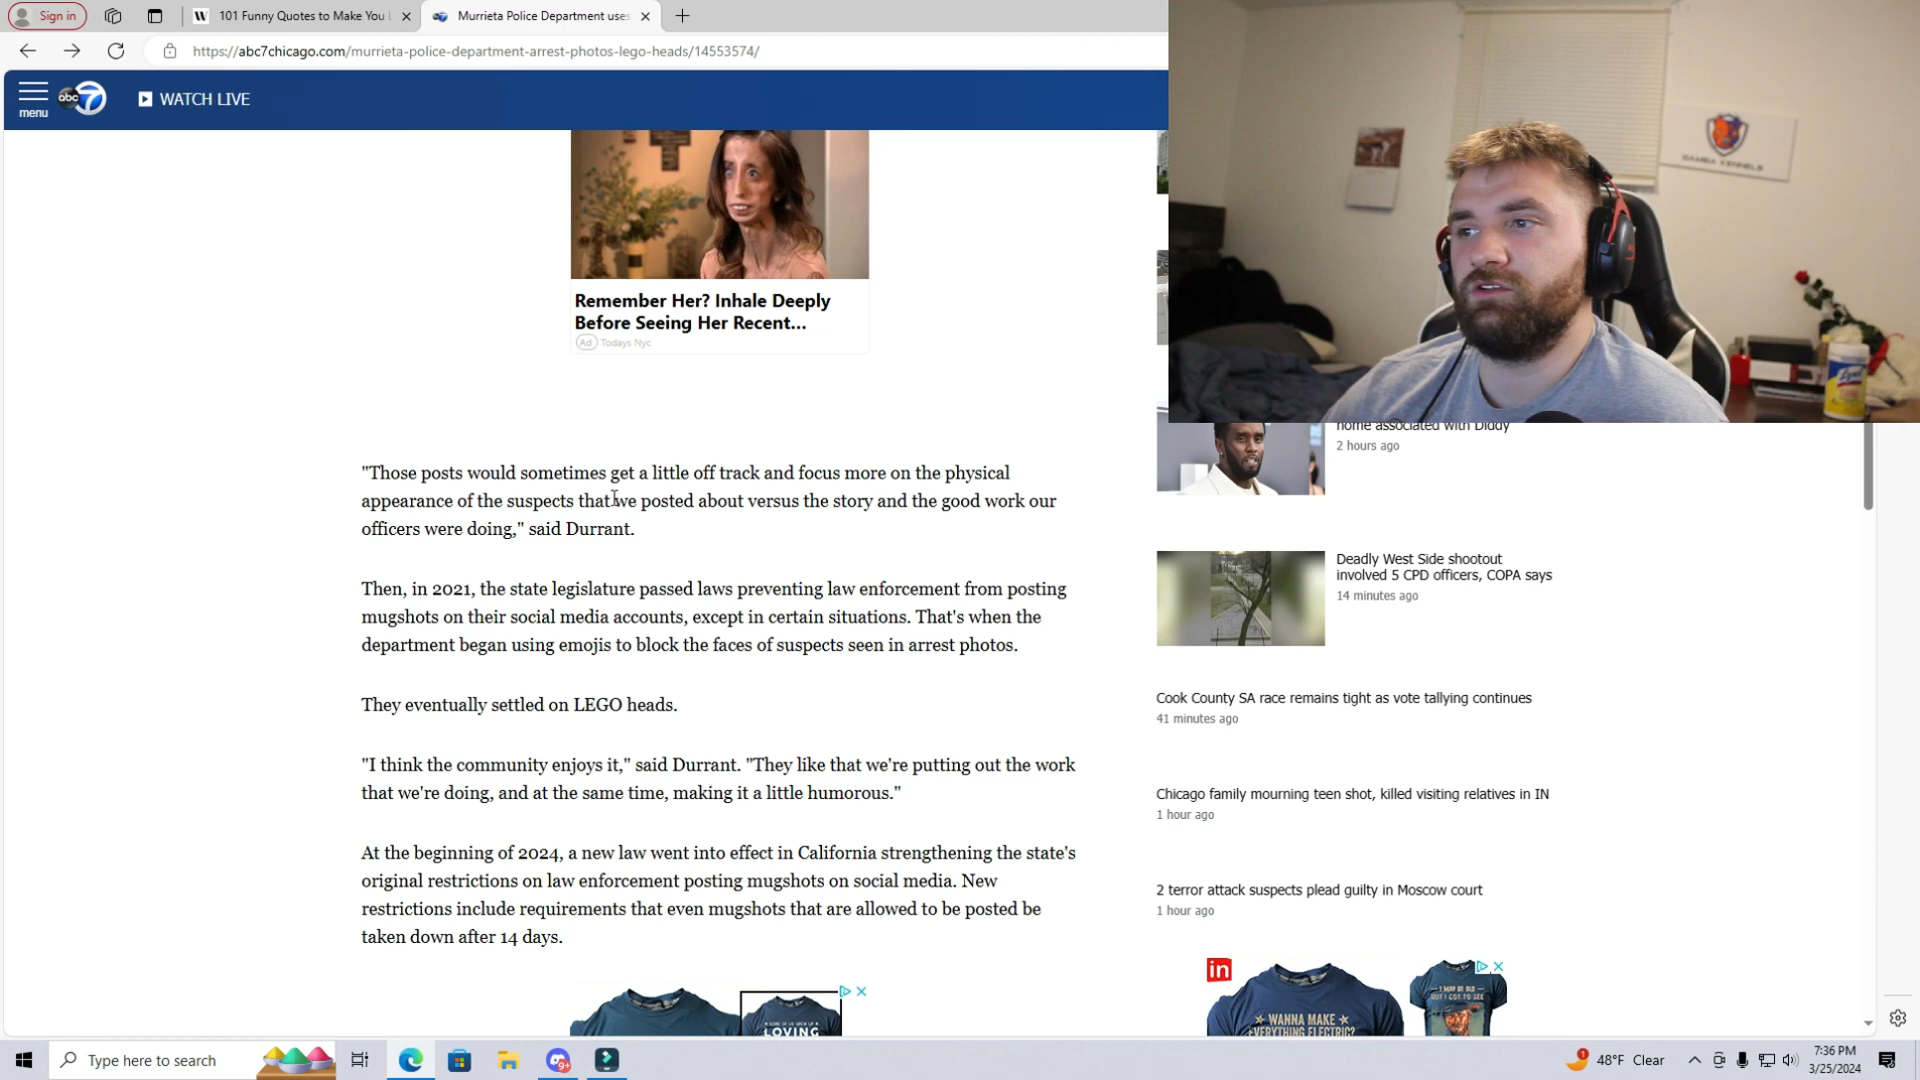 Sign in
W 101 Funny Quotes to Make You L
Murrieta Police Department uses
https://abc7chicago.com/murrieta-police-department-arrest-photos-lego-heads/14553574/
menu
abc 7
WATCH LIVE
SAMBA KENNELS
Remember Her? Inhale Deeply
Before Seeing Her Recent...
Ad Todays Nyc
home associated with Diddy
2 hours ago
"Those posts would sometimes get a little off track and focus more on the physical
appearance of the suspects that we posted about versus the story and the good work our
officers were doing," said Durrant.
Then, in 2021, the state legislature passed laws preventing law enforcement from posting
mugshots on their social media accounts, except in certain situations. That's when the
department began using emojis to block the faces of suspects seen in arrest photos.
They eventually settled on LEGO heads.
"I think the community enjoys it," said Durrant. "They like that we're putting out the work
that we're doing, and at the same time, making it a little humorous."
At the beginning of 2024, a new law went into effect in California strengthening the state's
original restrictions on law enforcement posting mugshots on social media. New
restrictions include requirements that even mugshots that are allowed to be posted be
taken down after 14 days.
Deadly West Side shootout
involved 5 CPD officers, COPA says
14 minutes ago
Cook County SA race remains tight as vote tallying continues
41 minutes ago
Chicago family mourning teen shot, killed visiting relatives in IN
1 hour ago
2 terror attack suspects plead guilty in Moscow court
1 hour ago
LOVING
in
WANNA MAKE
EVERYTHING ELECTRIC?
I MAY BE OLD
BUT I GOT TO SEE
Type here to search
9+
1
48°F Clear
7:36 PM
3/25/2024